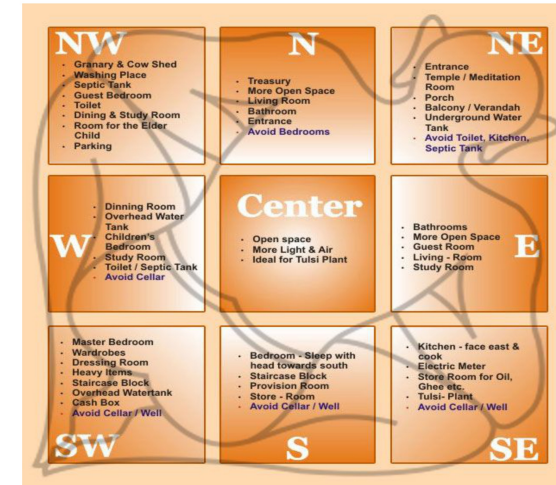 NW
Granary & Cow Shed
Washing Place
Septic Tank
Guest Bedroom
Toilet
Dining & Study Room
Room for the Elder
Child
Parking
N
Treasury
More Open Space
Living Room
Bathroom
Entrance
Avoid Bedrooms
NE
Entrance
Temple / Meditation
Room
Porch
Balcony / Verandah
Underground Water
Tank
Avoid Toilet, Kitchen,
Septic Tank
W
Dinning Room
Overhead Water
Tank
Children's
Bedroom
Study Room
Toilet / Septic Tank
Avoid Cellar
Center
Open space
More Light & Air
Ideal for Tulsi Plant
E
Bathrooms
More Open Space
Guest Room
Living - Room
Study Room
Master Bedroom
Wardrobes
Dressing Room
Heavy Items
Staircase Block
Overhead Watertank
Cash Box
Avoid Cellar / Well
SW
Bedroom - Sleep with
head towards south
Staircase Block
Provision Room
Store - Room
Avoid Cellar / Well
S
Kitchen - face east &
cook
Electric Meter
Store Room for Oil,
Ghee etc.
Tulsi- Plant
Avoid Cellar / Well
SE